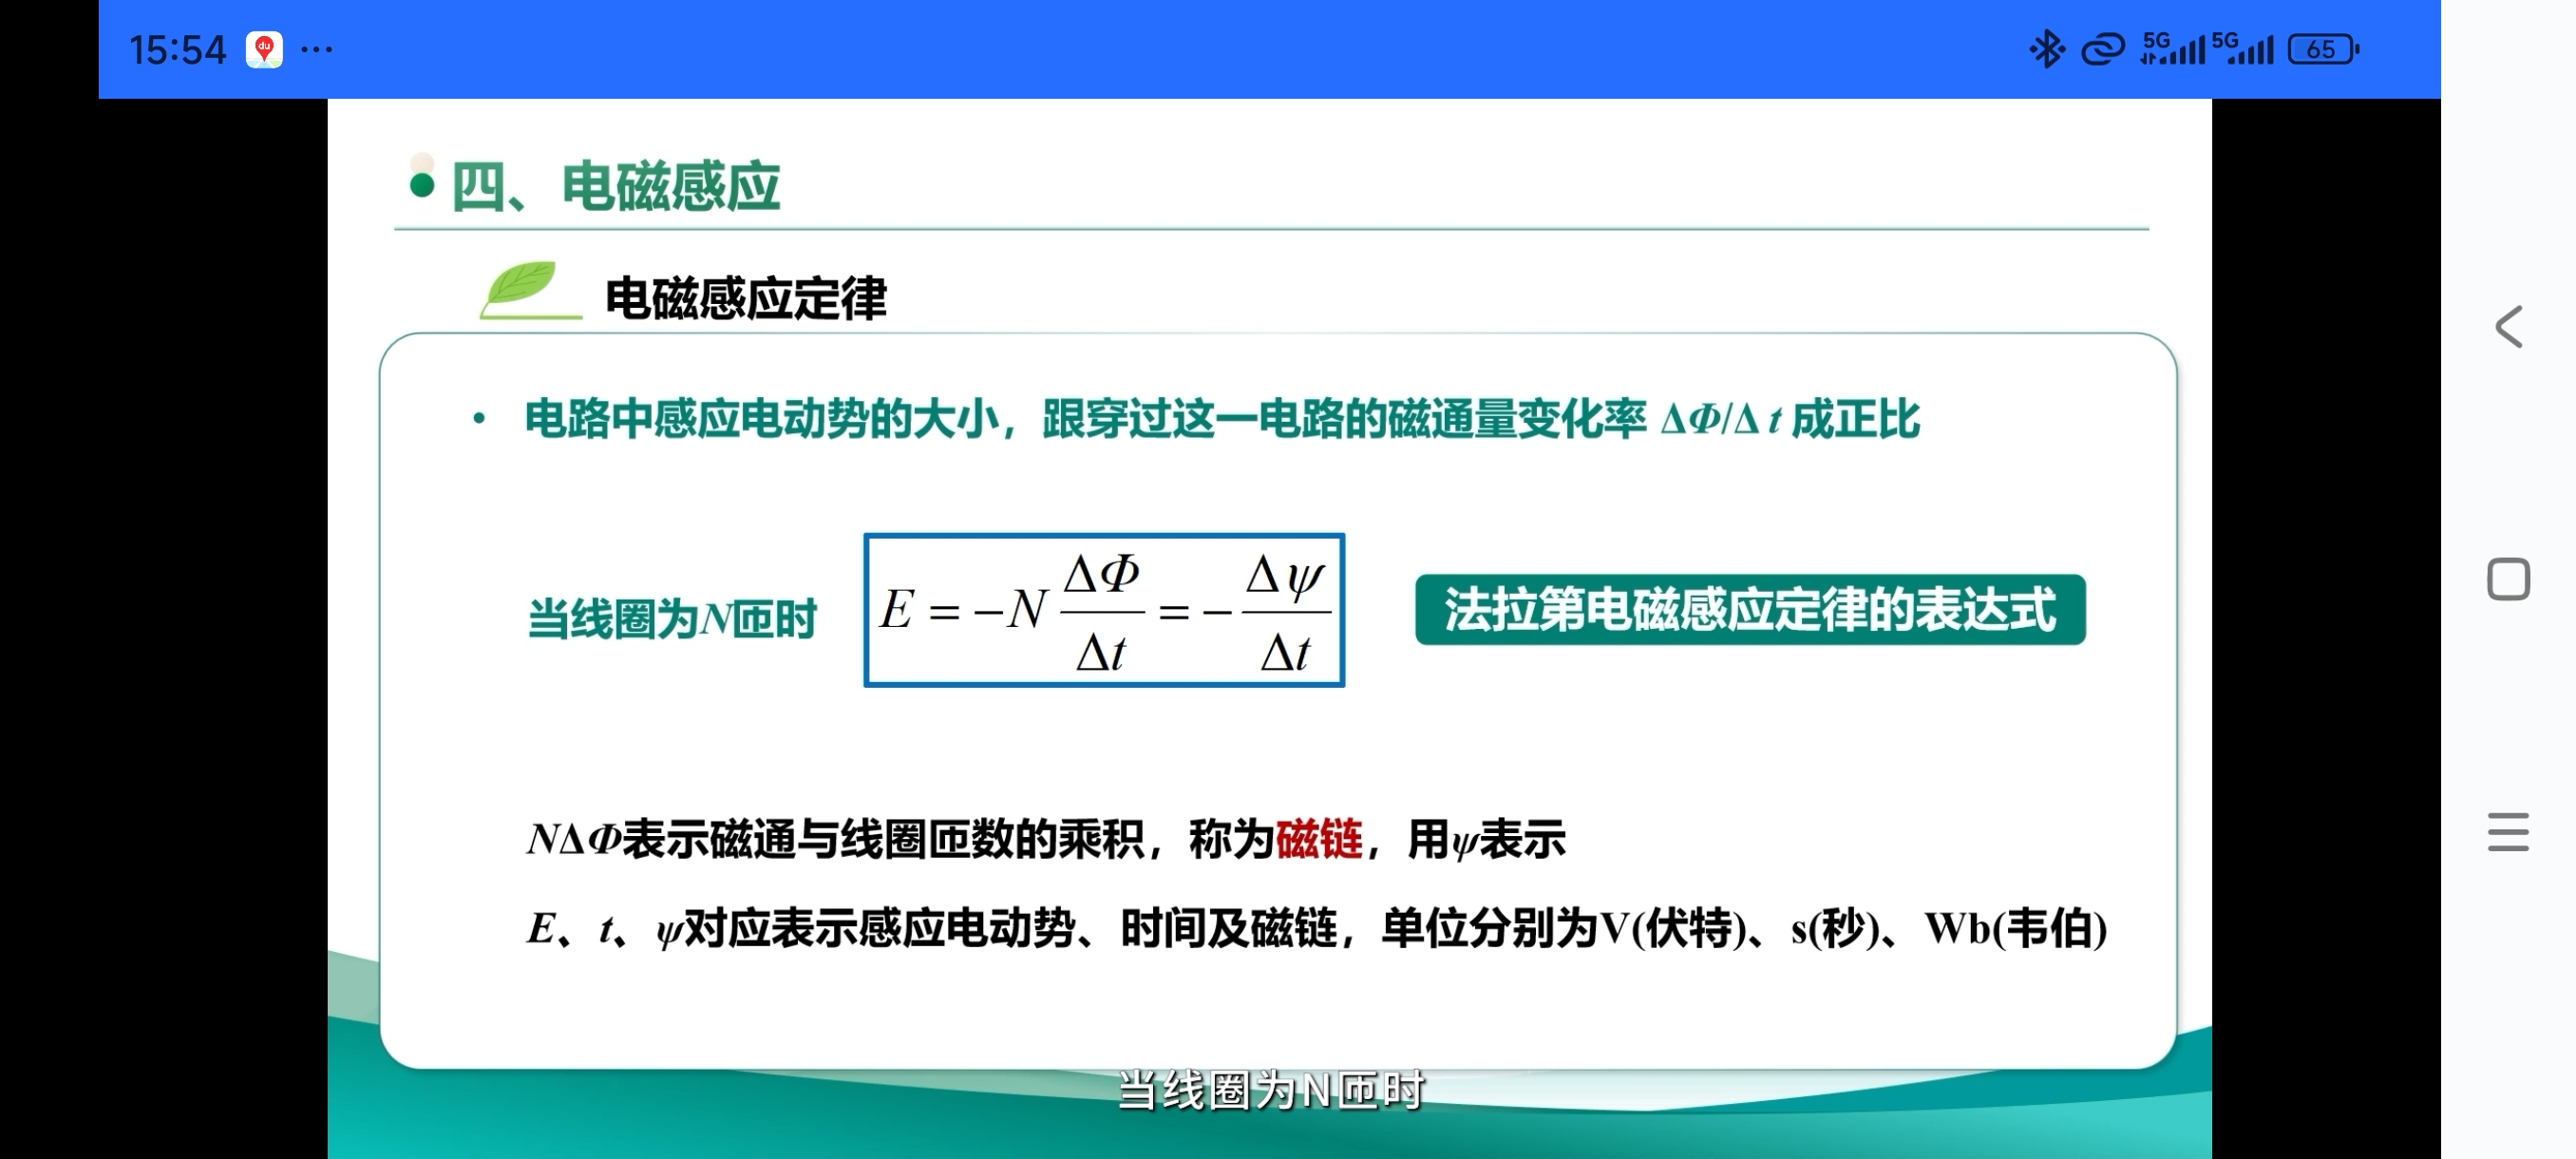 15:54 du ...
5G 5G 65
四、电磁感应
电磁感应定律
• 电路中感应电动势的大小，跟穿过这一电路的磁通量变化率 ΔΦ/Δ t 成正比
当线圈为N匝时 E = −N ΔΦ/Δt = − Δψ/Δt 法拉第电磁感应定律的表达式
NΔΦ表示磁通与线圈匝数的乘积，称为磁链，用ψ表示
E、t、ψ对应表示感应电动势、时间及磁链，单位分别为V(伏特)、s(秒)、Wb(韦伯)
当线圈为N匝时